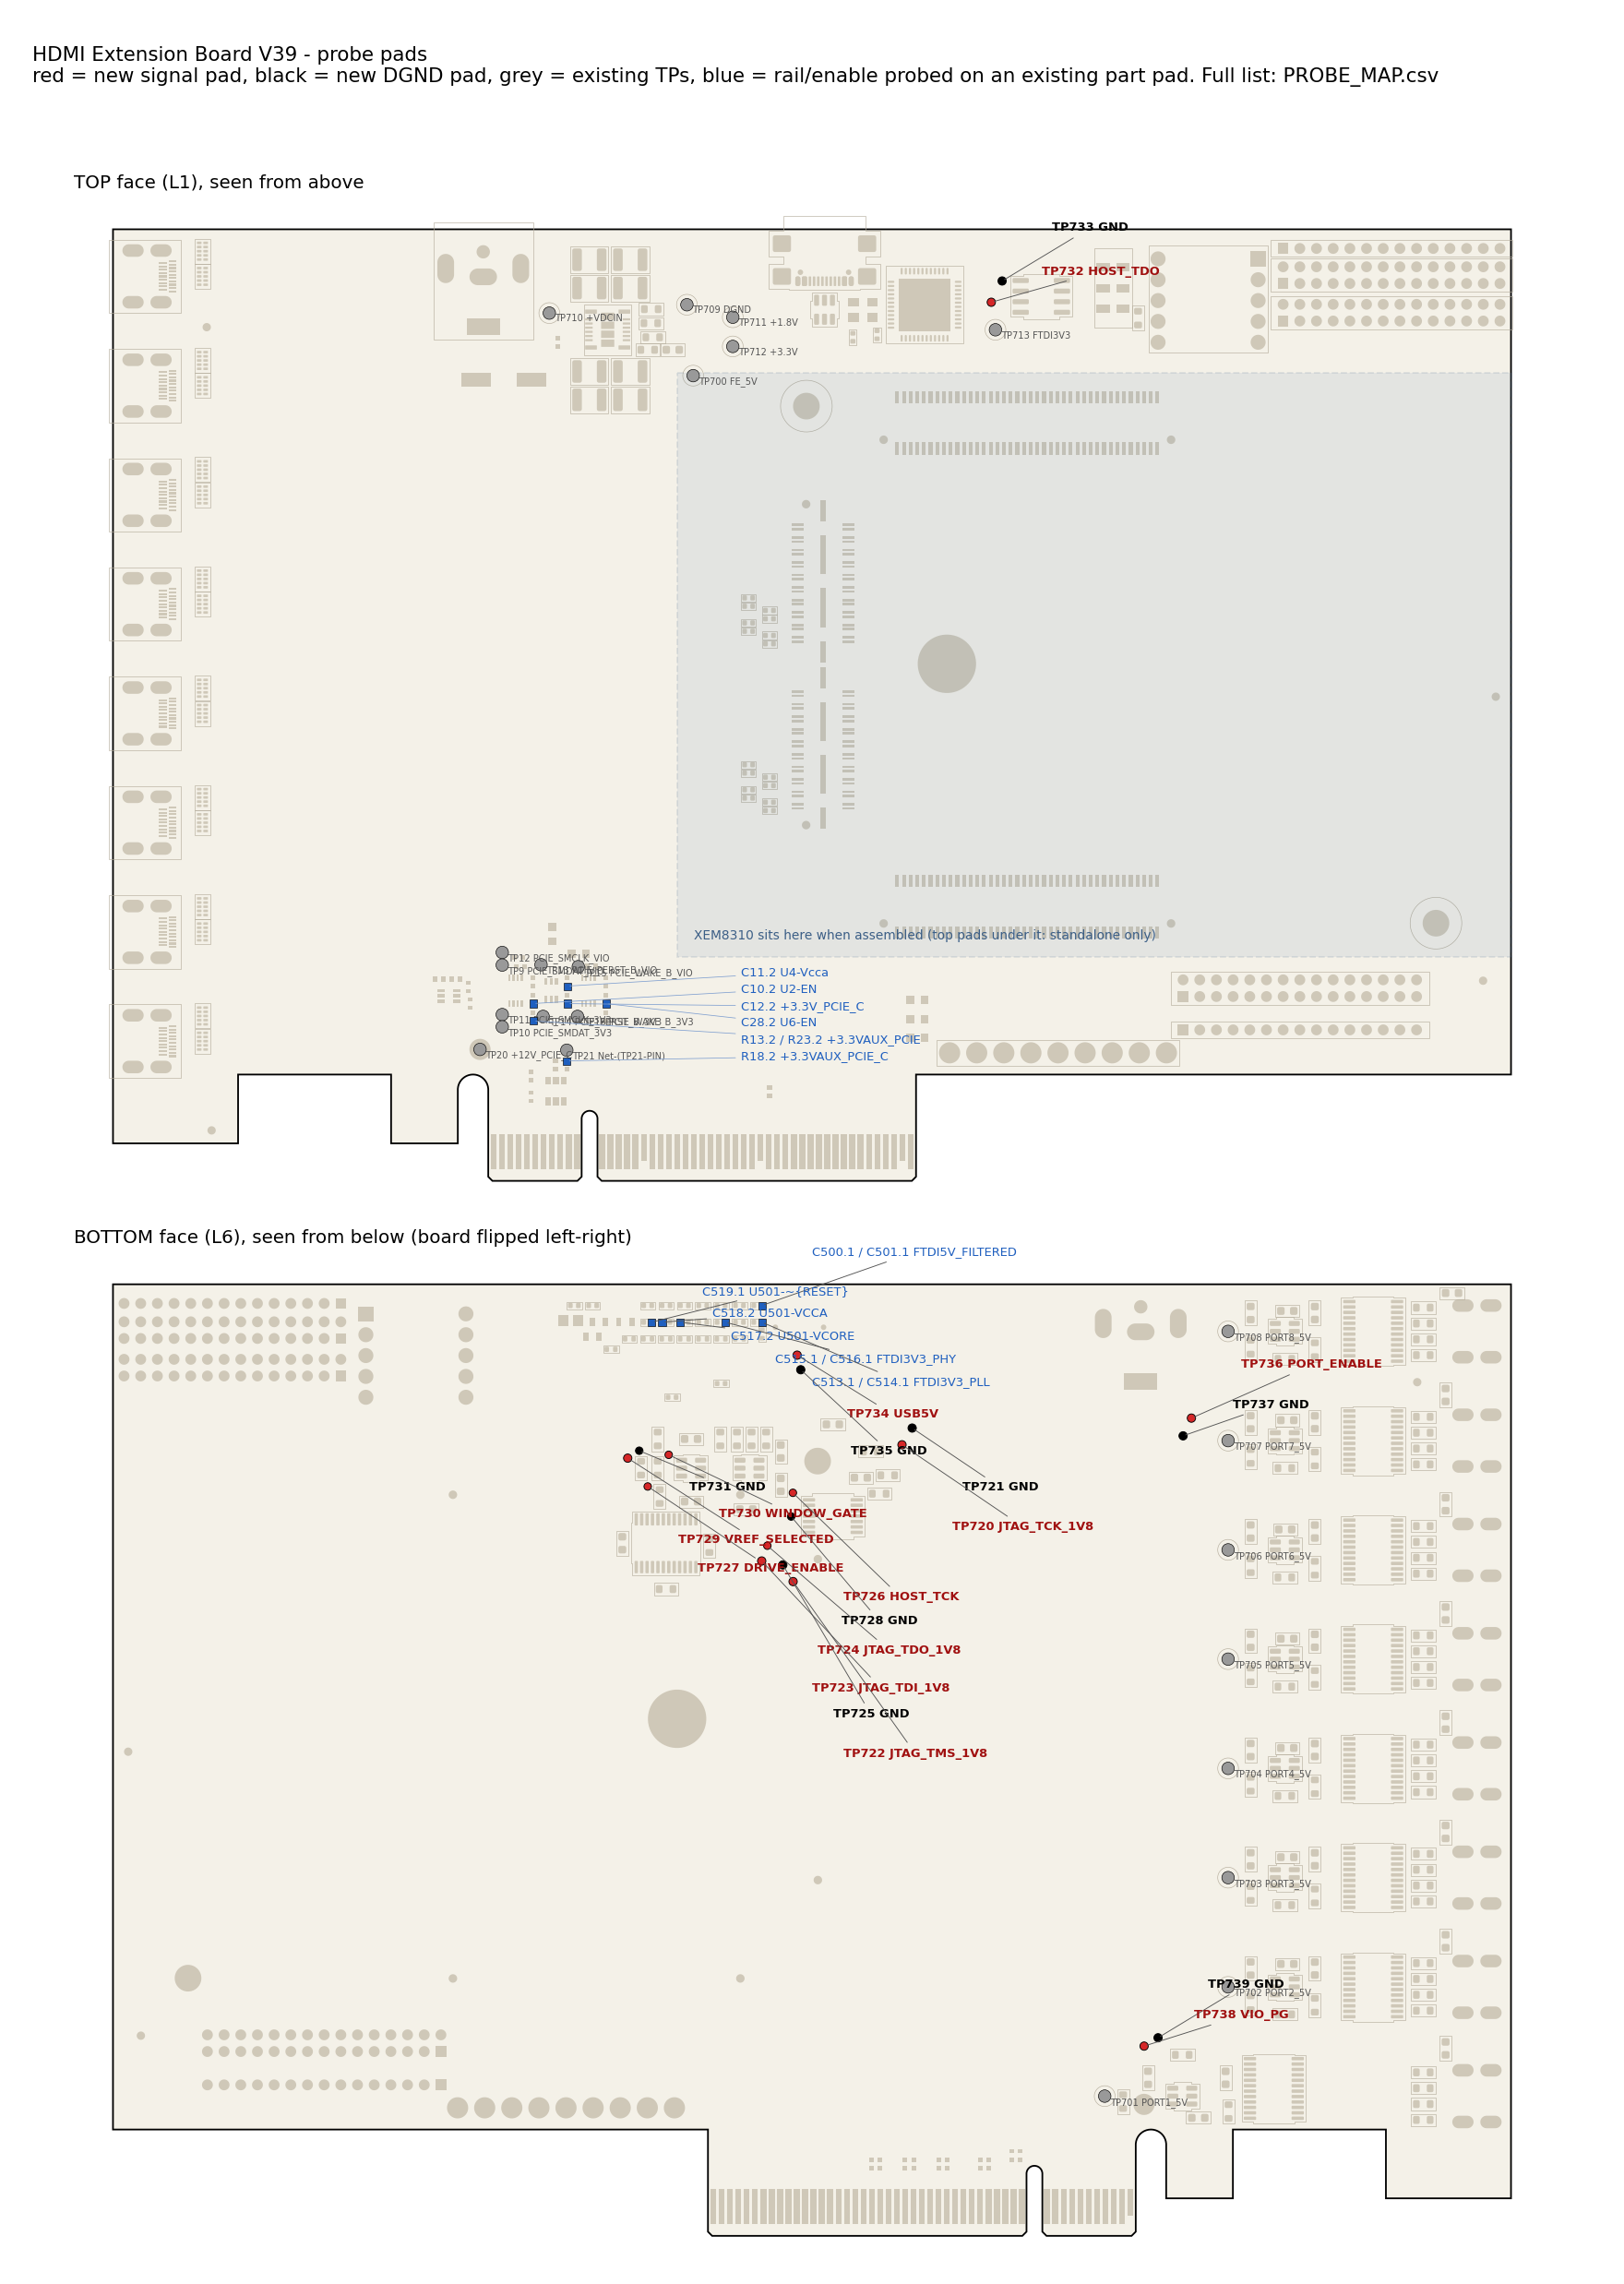 HDMI Extension Board V39 - probe pads
red = new signal pad, black = new DGND pad, grey = existing TPs, blue = rail/enable probed on an existing part pad. Full list: PROBE_MAP.csv
TOP face (L1), seen from above
TP733 GND
TP732 HOST_TDO
TP709 DGND
TP710 +VDCIN
TP711 +1.8V
TP713 FTDI3V3
TP712 +3.3V
TP700 FE_5V
XEM8310 sits here when assembled (top pads under it: standalone only)
TP12 PCIE_SMCLK_VIO
C11.2 U4-Vcca
C10.2 U2-EN
C12.2 +3.3V_PCIE_C
C28.2 U6-EN
TP10 PCIE_SMDAT_3V3
R13.2 / R23.2 +3.3VAUX_PCIE
TP20 +12V_PCIE_C
TP21 Net-(TP21-PIN)
R18.2 +3.3VAUX_PCIE_C
BOTTOM face (L6), seen from below (board flipped left-right)
C500.1 / C501.1 FTDI5V_FILTERED
C519.1 U501-~{RESET}
C518.2 U501-VCCA
C517.2 U501-VCORE
TP708 PORT8_5V
C515.1 / C516.1 FTDI3V3_PHY
TP736 PORT_ENABLE
C513.1 / C514.1 FTDI3V3_PLL
TP737 GND
TP734 USB5V
TP707 PORT7_5V
TP735 GND
TP731 GND
TP721 GND
TP730 WINDOW_GATE
TP720 JTAG_TCK_1V8
TP729 VREF_SELECTED
TP706 PORT6_5V
TP727 DRIVE_ENABLE
TP726 HOST_TCK
TP728 GND
TP724 JTAG_TDO_1V8
TP705 PORT5_5V
TP723 JTAG_TDI_1V8
TP725 GND
TP722 JTAG_TMS_1V8
TP704 PORT4_5V
TP703 PORT3_5V
TP739 GND
TP702 PORT2_5V
TP738 VIO_PG
TP701 PORT1_5V